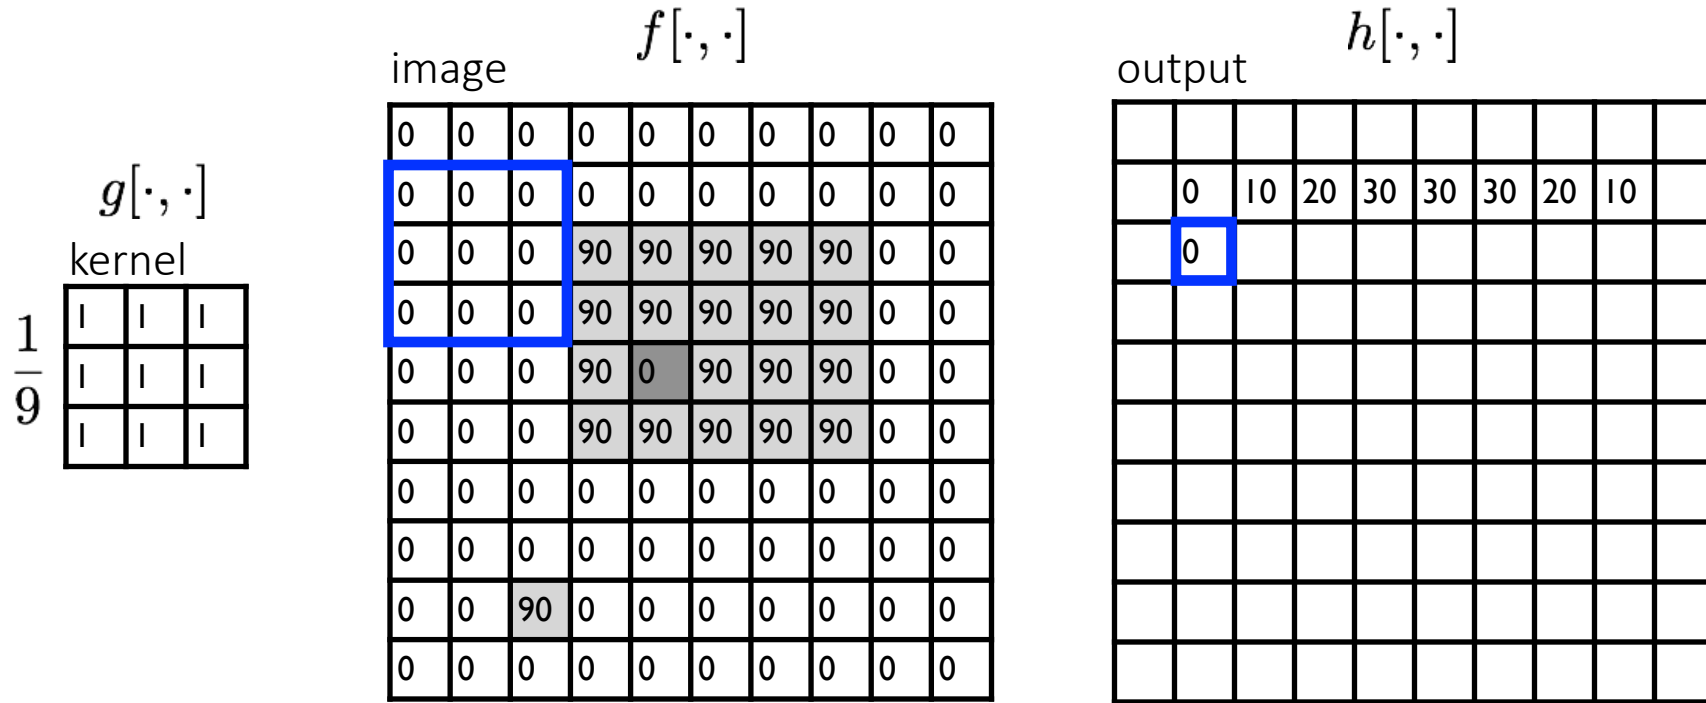 f[·, ·]
h[·, ·]
image
output
g[·, ·]
kernel
1/9
1 1 1
1 1 1
1 1 1
0 0 0 0 0 0 0 0 0 0
0 0 0 0 0 0 0 0 0 0
0 0 0 90 90 90 90 90 0 0
0 0 0 90 90 90 90 90 0 0
0 0 0 90 0 90 90 90 0 0
0 0 0 90 90 90 90 90 0 0
0 0 0 0 0 0 0 0 0 0
0 0 0 0 0 0 0 0 0 0
0 0 90 0 0 0 0 0 0 0
0 0 0 0 0 0 0 0 0 0
0 10 20 30 30 30 20 10
0